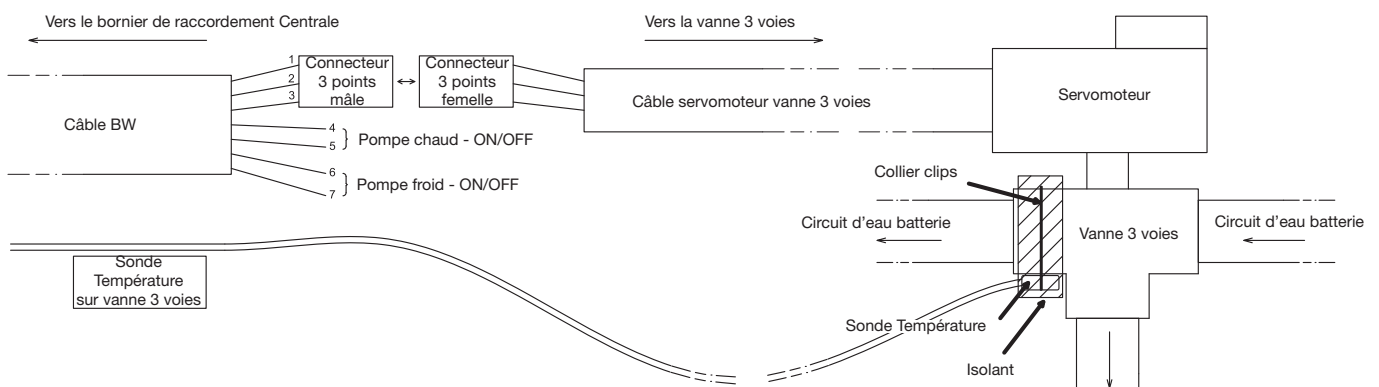 Vers le bornier de raccordement Centrale
Vers la vanne 3 voies
1
2
3
Connecteur
3 points
mâle
Connecteur
3 points
femelle
Câble BW
Câble servomoteur vanne 3 voies
Servomoteur
4
5
} Pompe chaud - ON/OFF
6
7
} Pompe froid - ON/OFF
Collier clips
Circuit d'eau batterie
Vanne 3 voies
Circuit d'eau batterie
Sonde
Température
sur vanne 3 voies
Sonde Température
Isolant